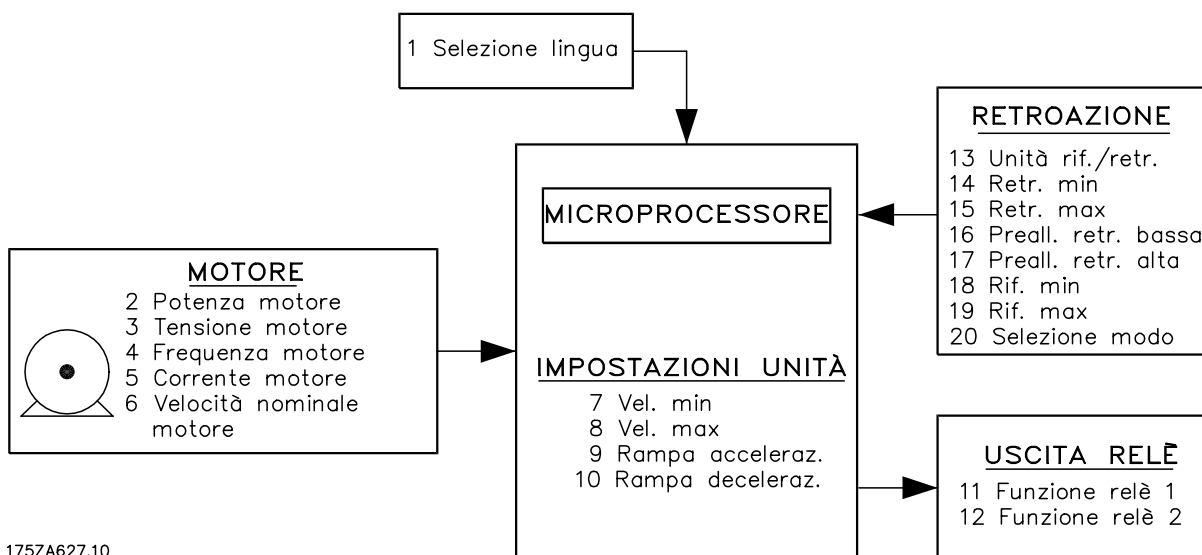 1 Selezione lingua
RETROAZIONE
13 Unità rif./retr.
14 Retr. min
15 Retr. max
16 Preall. retr. bassa
17 Preall. retr. alta
18 Rif. min
19 Rif. max
20 Selezione modo
MICROPROCESSORE
MOTORE
2 Potenza motore
3 Tensione motore
4 Frequenza motore
5 Corrente motore
6 Velocità nominale
motore
IMPOSTAZIONI UNITÀ
7 Vel. min
8 Vel. max
9 Rampa acceleraz.
10 Rampa deceleraz.
USCITA RELÈ
11 Funzione relè 1
12 Funzione relè 2
175ZA627.10